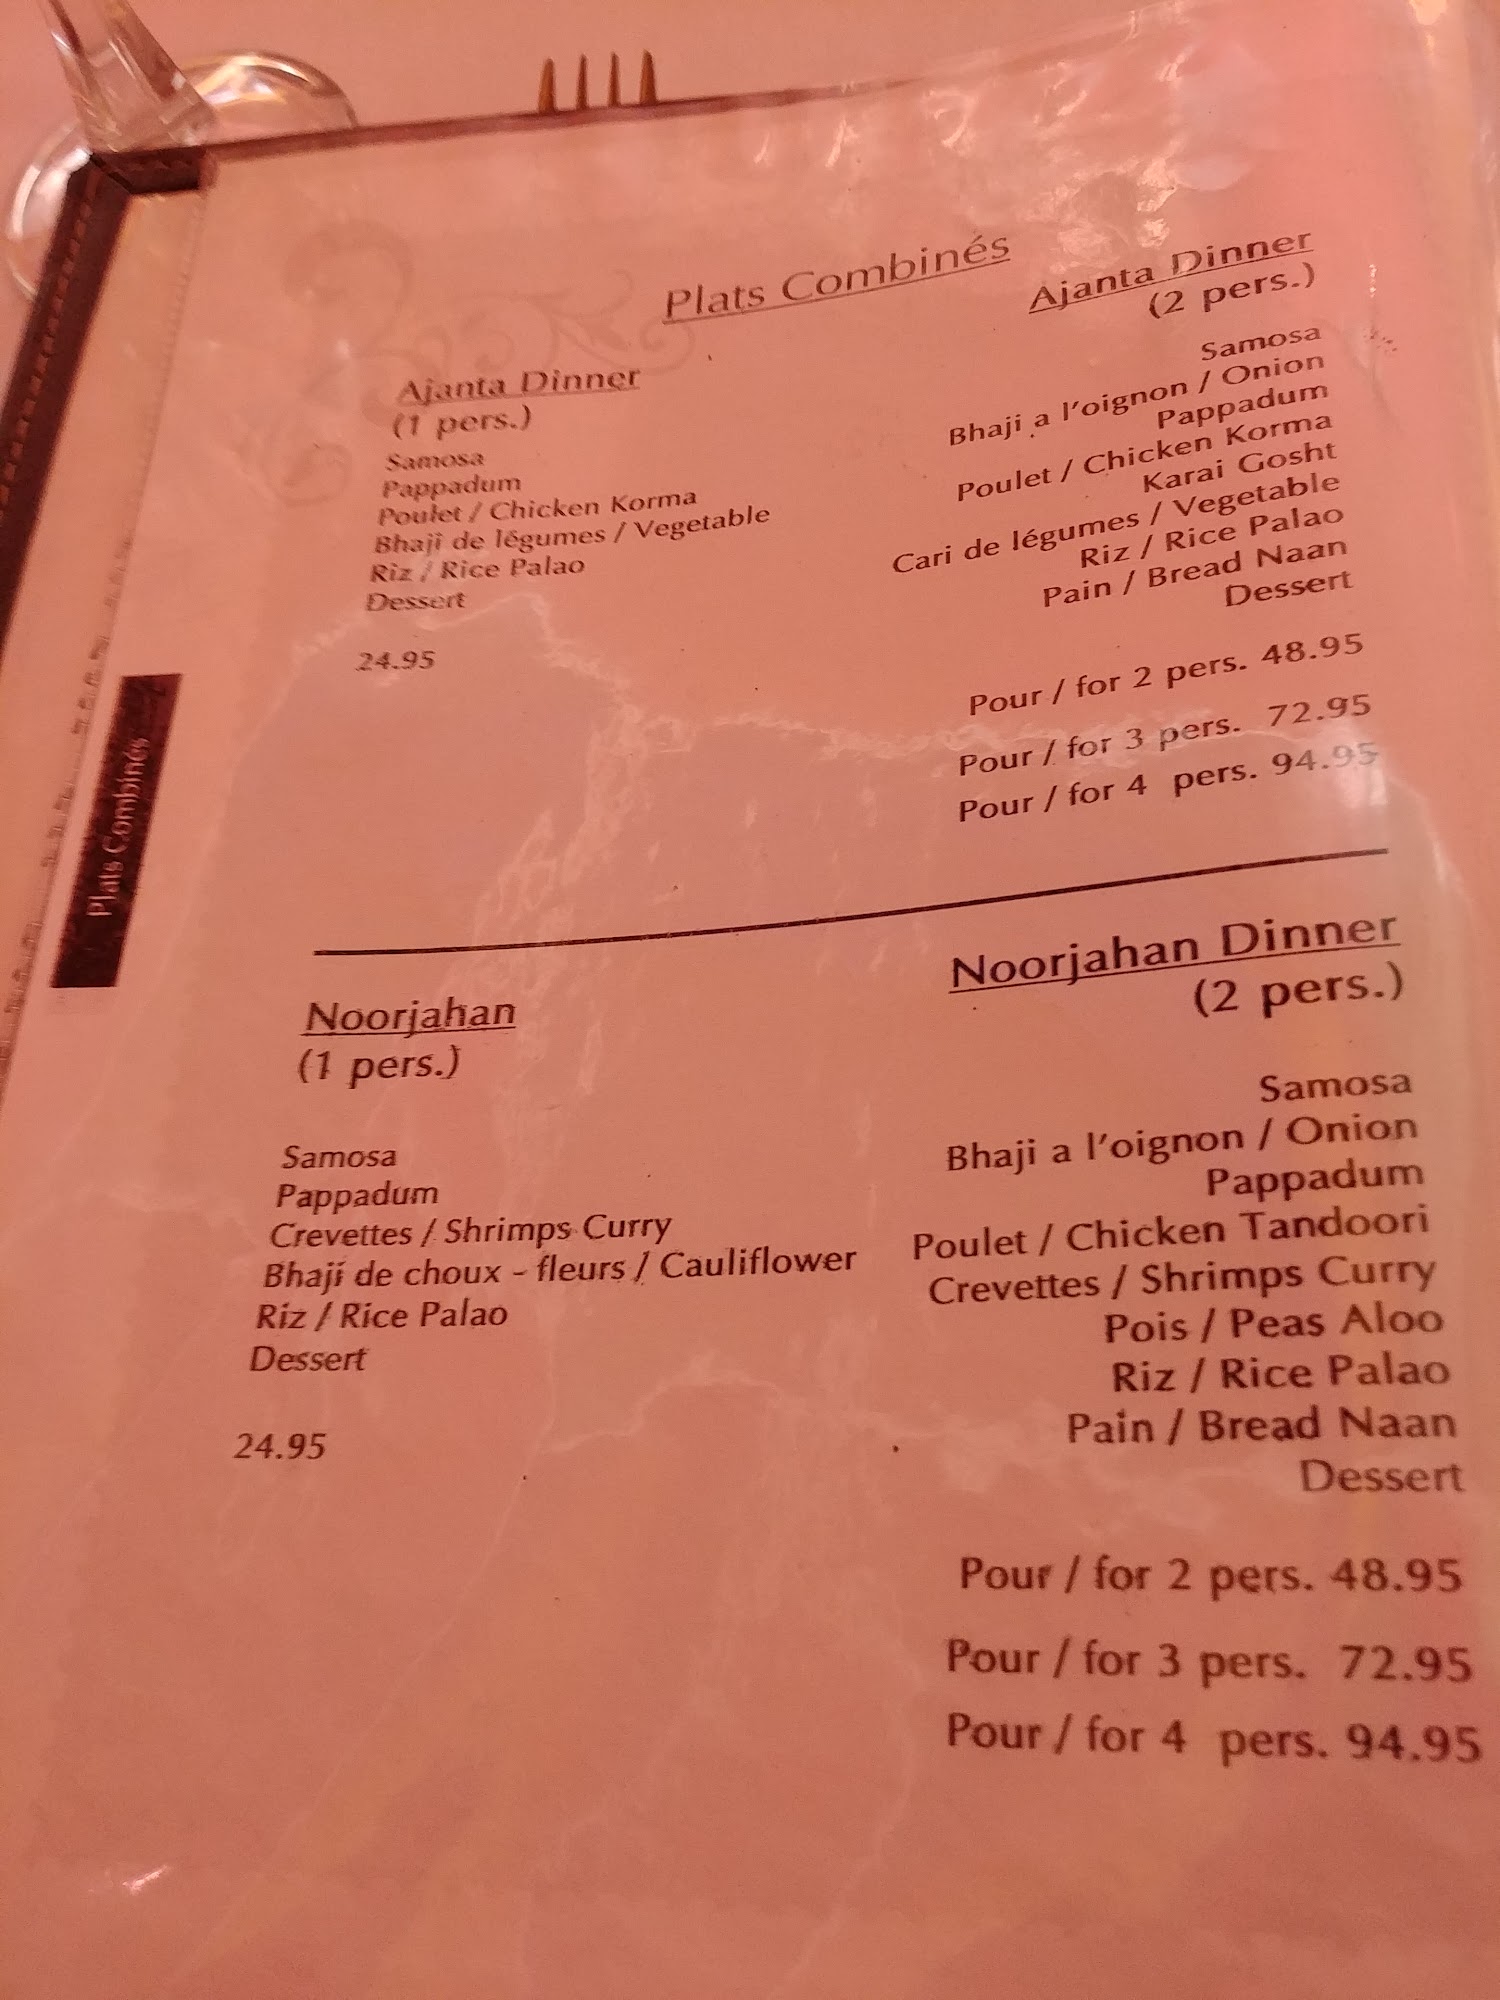 Plats Combinés
Ajanta Dinner
(1 pers.)
Samosa
Pappadum
Poulet / Chicken Korma
Bhaji de légumes / Vegetable
Riz / Rice Palao
Dessert
24.95
Ajanta Dinner
(2 pers.)
Samosa
Bhaji a l'oignon / Onion
Pappadum
Poulet / Chicken Korma
Karai Gosht
Cari de légumes / Vegetable
Riz / Rice Palao
Pain / Bread Naan
Dessert
Pour / for 2 pers. 48.95
Pour / for 3 pers. 72.95
Pour / for 4 pers. 94.95
Plats Combinés
Noorjahan
(1 pers.)
Samosa
Pappadum
Crevettes / Shrimps Curry
Bhaji de choux - fleurs / Cauliflower
Riz / Rice Palao
Dessert
24.95
Noorjahan Dinner
(2 pers.)
Samosa
Bhaji a l'oignon / Onion
Pappadum
Poulet / Chicken Tandoori
Crevettes / Shrimps Curry
Pois / Peas Aloo
Riz / Rice Palao
Pain / Bread Naan
Dessert
Pour / for 2 pers. 48.95
Pour / for 3 pers. 72.95
Pour / for 4 pers. 94.95